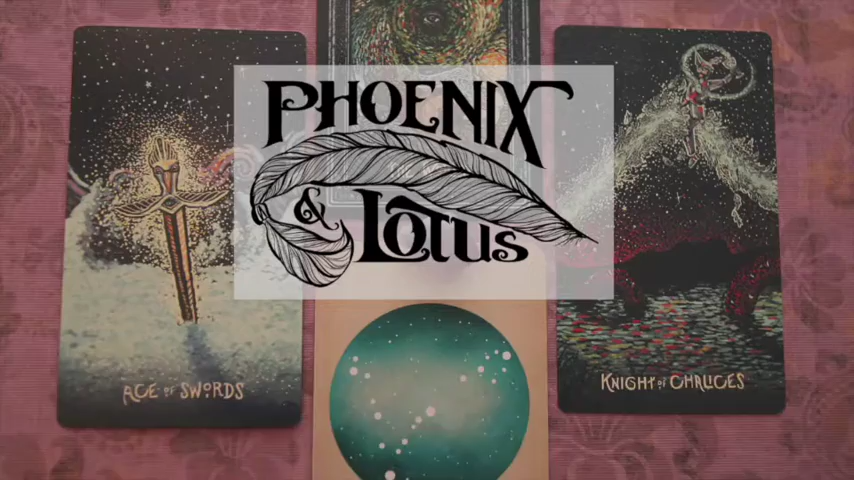 PHOENIX
& LOTUS
ACE OF SWORDS
KNIGHT OF CHALICES